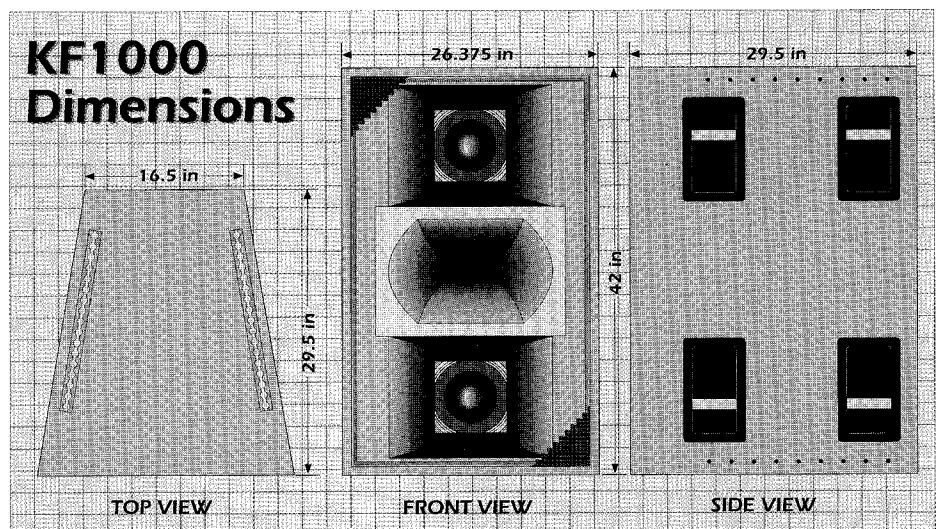 KF1000
Dimensions
16.5 in
29.5 in
26.375 in
42 in
29.5 in
TOP VIEW
FRONT VIEW
SIDE VIEW